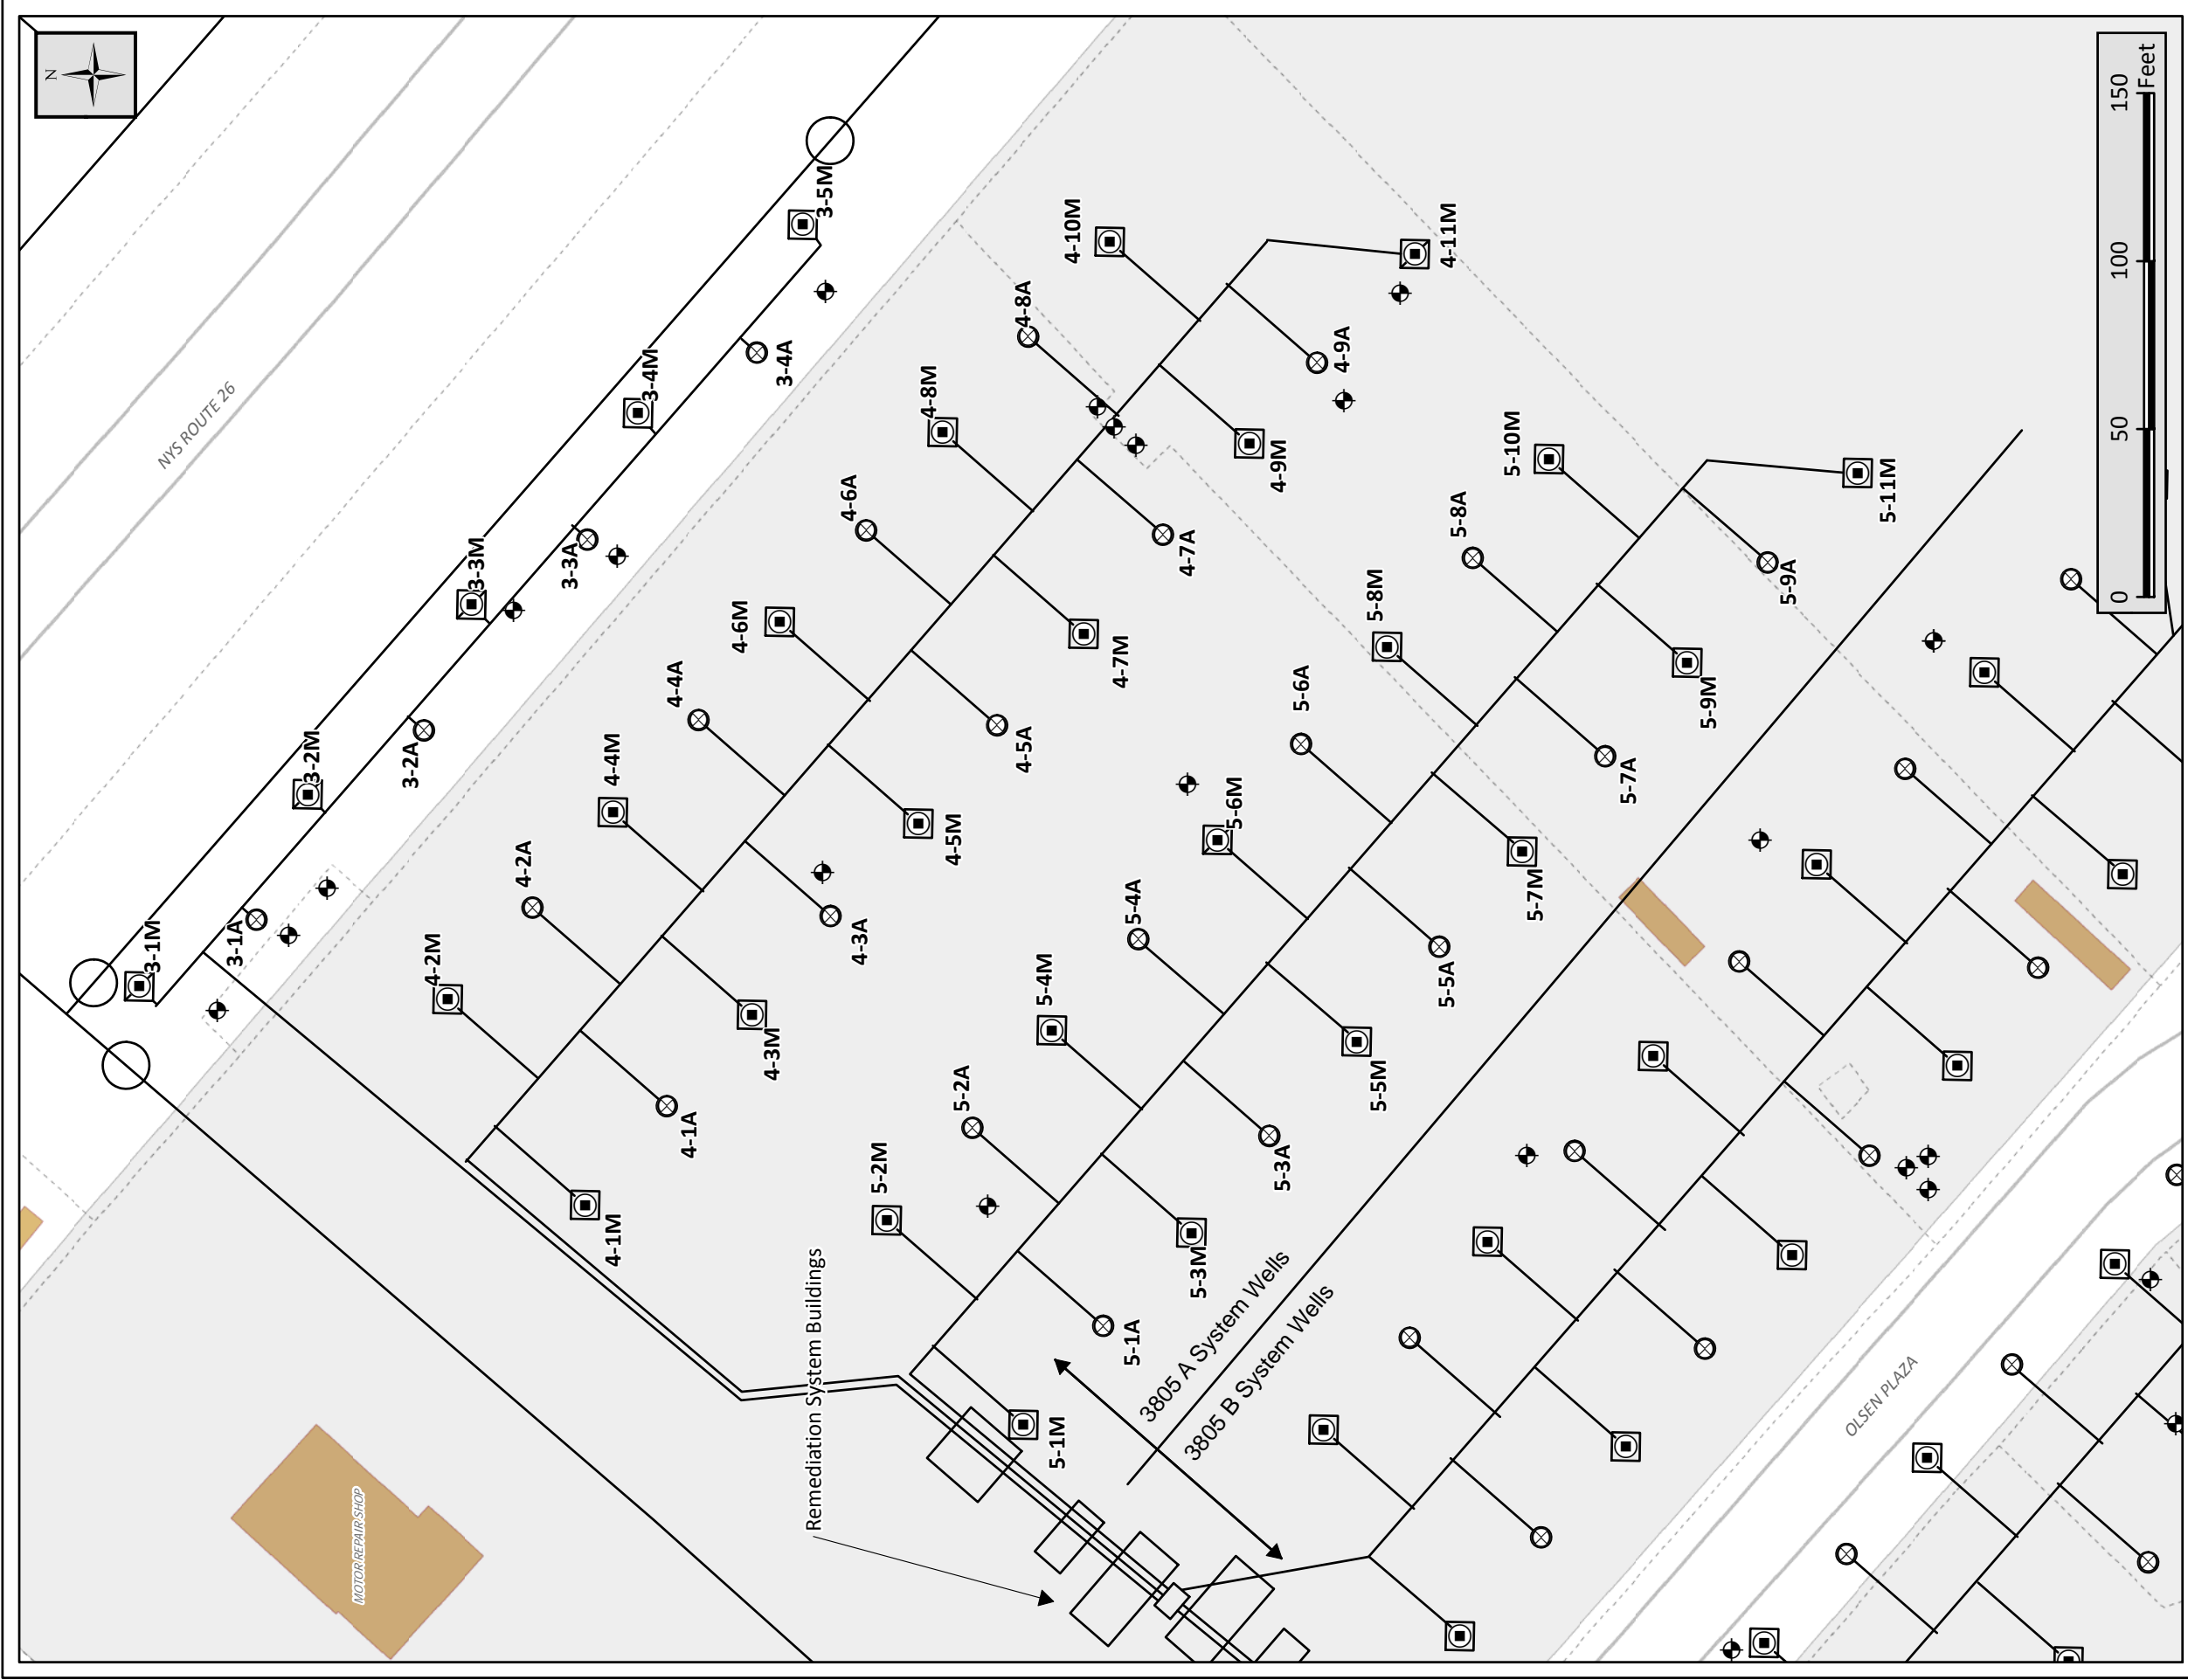 N
NYS ROUTE 26
3-1M
3-1A
3-2M
3-2A
3-3M
3-3A
3-4M
3-4A
3-5M
4-1M
4-1A
4-2M
4-2A
4-3M
4-3A
4-4M
4-4A
4-5M
4-5A
4-6M
4-6A
4-7M
4-7A
4-8M
4-8A
4-9M
4-9A
4-10M
4-11M
5-1M
5-1A
5-2M
5-2A
5-3M
5-3A
5-4M
5-4A
5-5M
5-5A
5-6M
5-6A
5-7M
5-7A
5-8M
5-8A
5-9M
5-9A
5-10M
5-11M
Remediation System Buildings
3805 A System Wells
3805 B System Wells
MOTOR REPAIR SHOP
OLSEN PLAZA
0 50 100 150
Feet